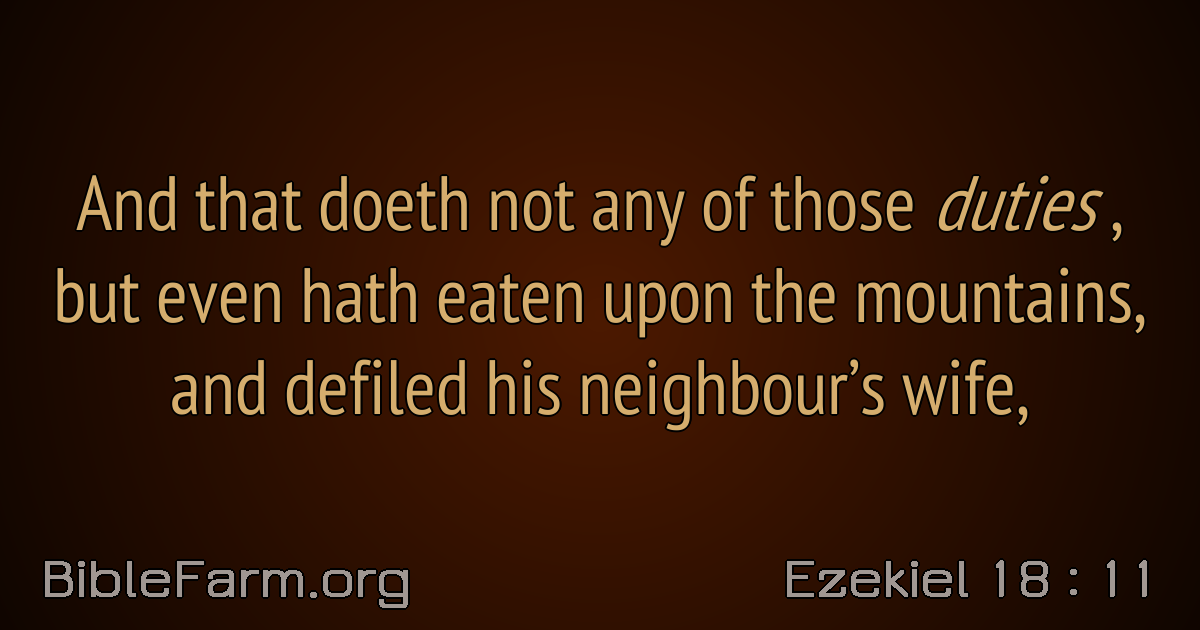 And that doeth not any of those duties ,
but even hath eaten upon the mountains,
and defiled his neighbour’s wife,
BibleFarm.org
Ezekiel 18 : 11